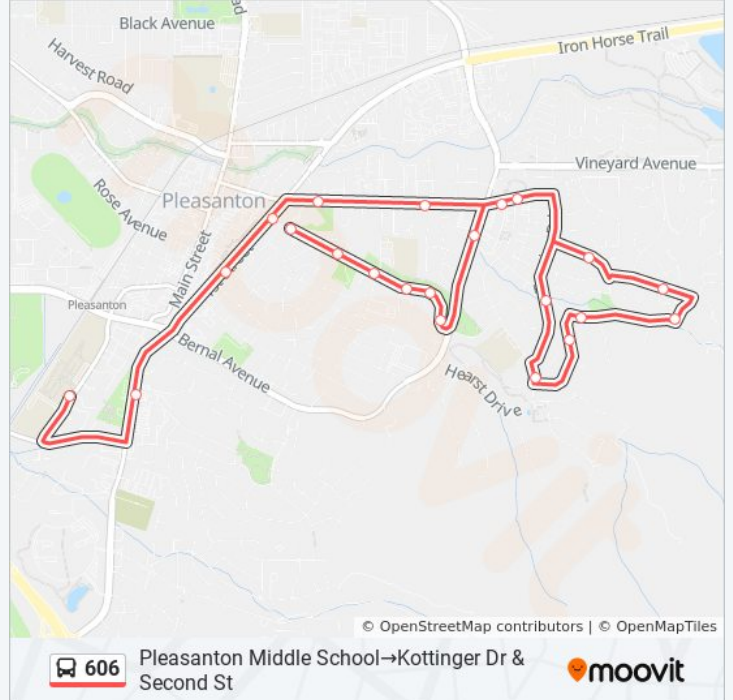 ad
Black Avenue
Iron Horse Trail
Harvest Road
Vineyard Avenue
Rose Avenue
Pleasanton
Main Street
Pleasanton
Bernal Avenue
Hearst Drive
© OpenStreetMap contributors | © OpenMapTiles
606
Pleasanton Middle School→Kottinger Dr &
Second St
moovit